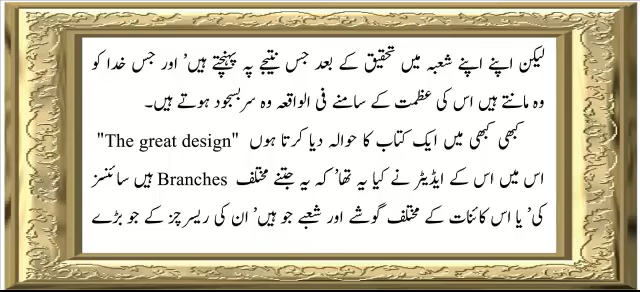 لیکن اپنے اپنے شعبہ میں تحقیق کے بعد جس نتیجے پہ پہنچتے ہیں’ اور جس خدا کو
وہ مانتے ہیں اس کی عظمت کے سامنے فی الواقعہ وہ سربسجود ہوتے ہیں۔
کبھی کبھی میں ایک کتاب کا حوالہ دیا کرتا ہوں "The great design"
اس میں اس کے ایڈیٹر نے کیا یہ تھا’ کہ یہ جتنے مختلف Branches ہیں سائنسز
کی’ یا اس کائنات کے مختلف گوشے اور شعبے جو ہیں’ ان کی ریسرچز کے جو بڑے